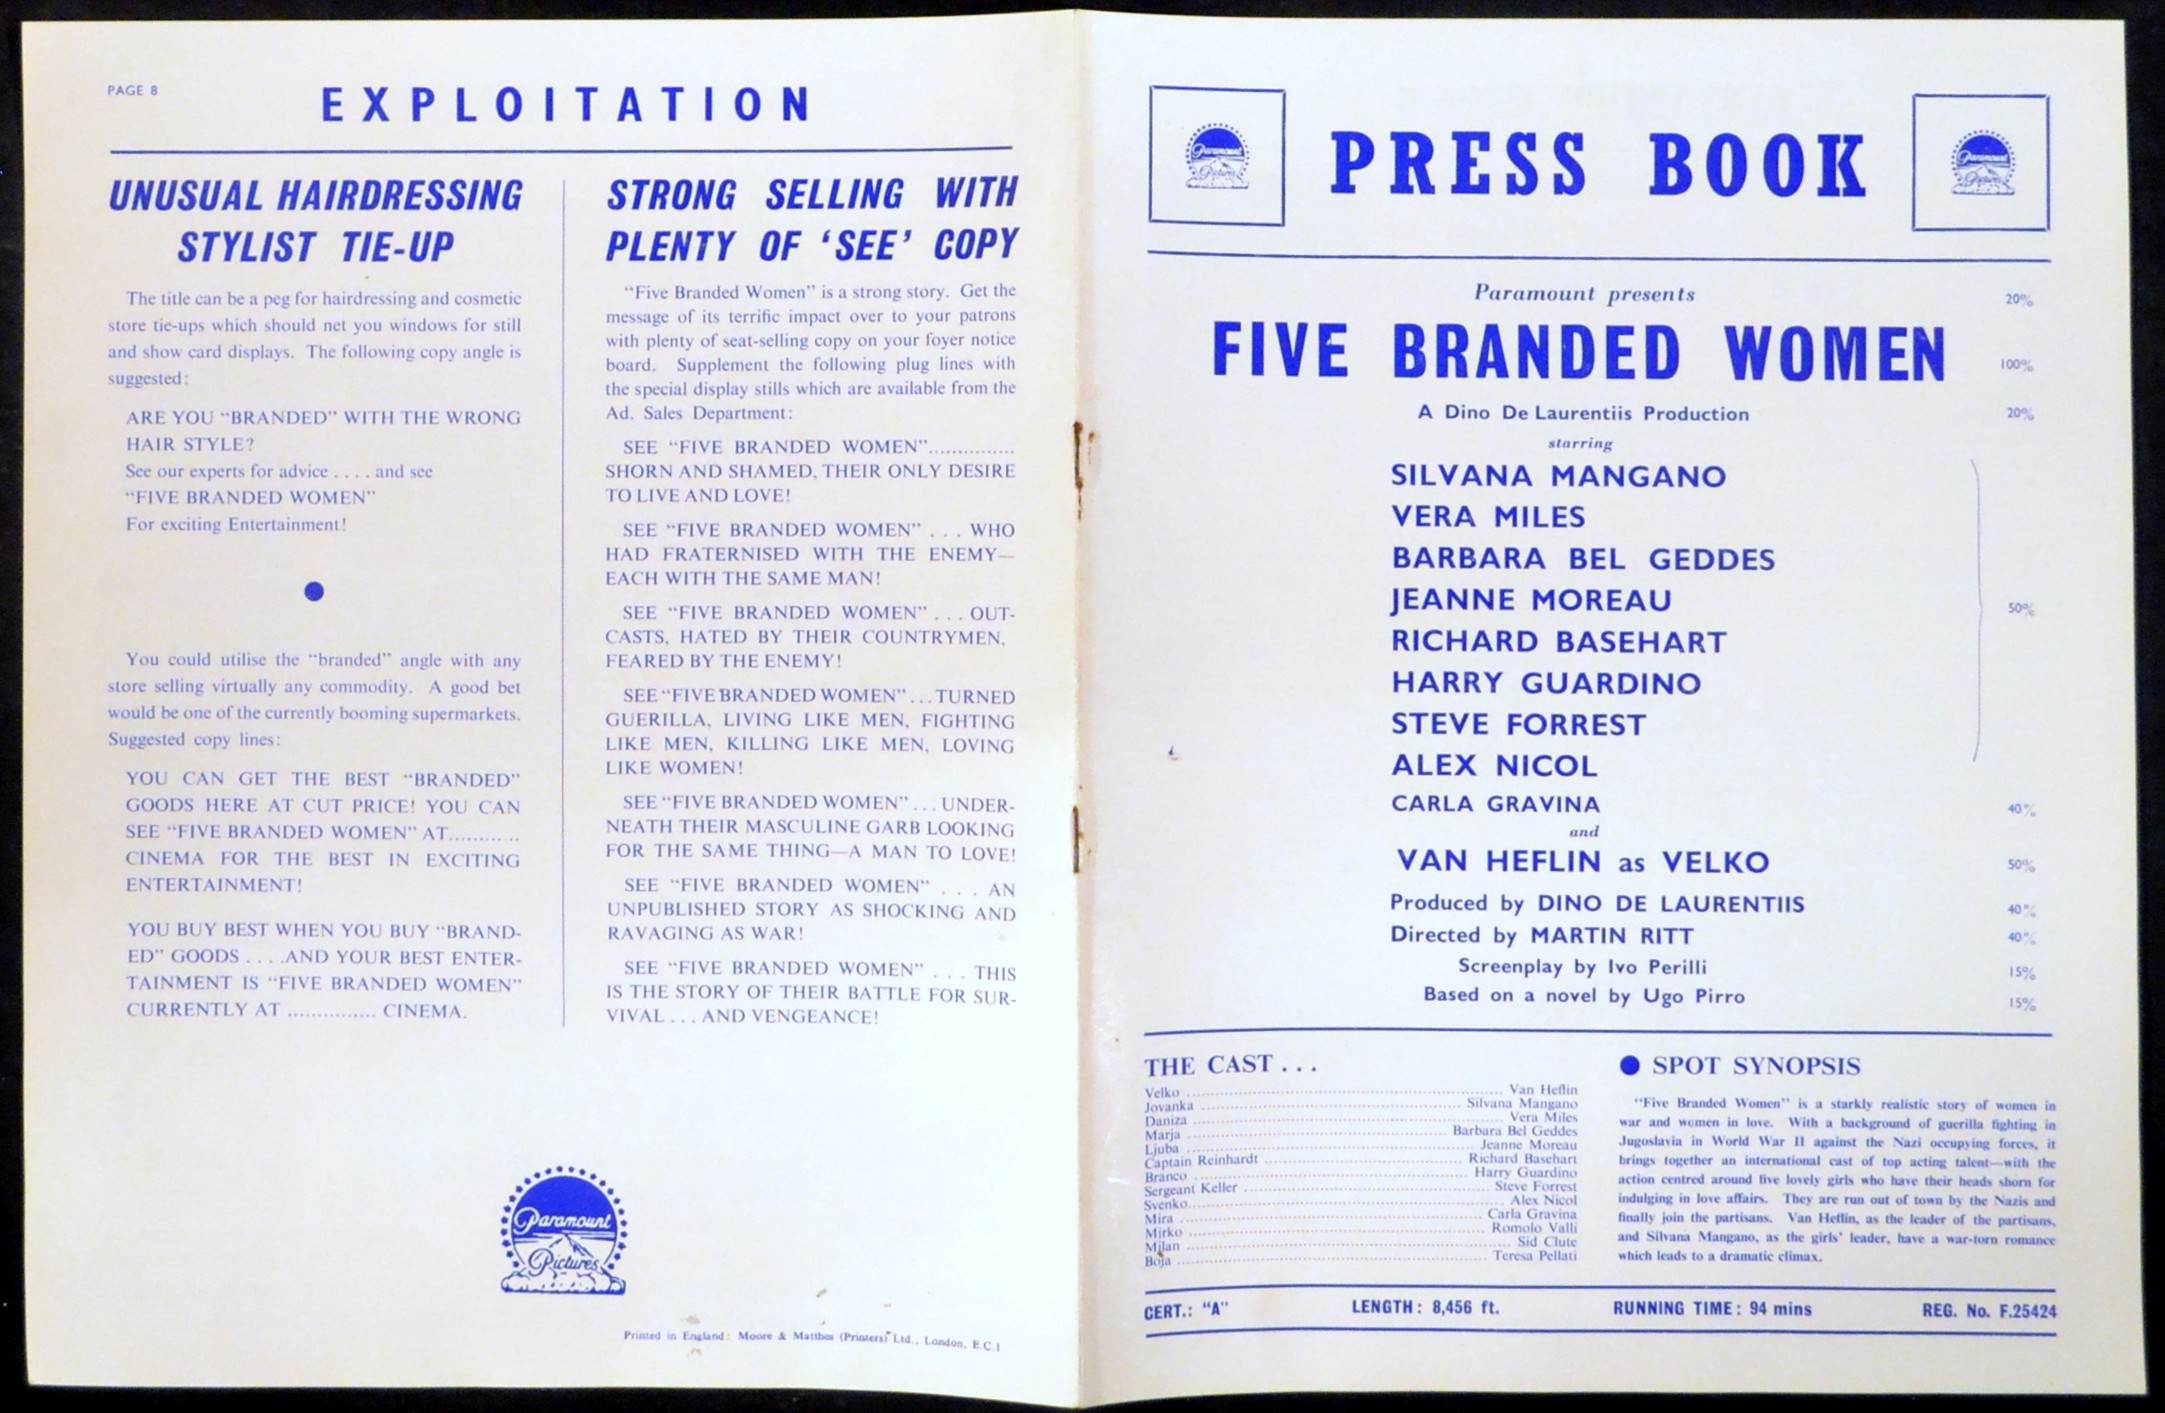 PAGE 8
EXPLOITATION
UNUSUAL HAIRDRESSING
STYLIST TIE-UP
The title can be a peg for hairdressing and cosmetic
store tie-ups which should net you windows for still
and show card displays. The following copy angle is
suggested:
ARE YOU "BRANDED" WITH THE WRONG
HAIR STYLE?
See our experts for advice . . . . and see
"FIVE BRANDED WOMEN"
For exciting Entertainment!
You could utilise the "branded" angle with any
store selling virtually any commodity. A good bet
would be one of the currently booming supermarkets.
Suggested copy lines:
YOU CAN GET THE BEST "BRANDED"
GOODS HERE AT CUT PRICE! YOU CAN
SEE "FIVE BRANDED WOMEN" AT............
CINEMA FOR THE BEST IN EXCITING
ENTERTAINMENT!
YOU BUY BEST WHEN YOU BUY "BRAND-
ED" GOODS . . . .AND YOUR BEST ENTER-
TAINMENT IS "FIVE BRANDED WOMEN"
CURRENTLY AT ............... CINEMA.
STRONG SELLING WITH
PLENTY OF 'SEE' COPY
"Five Branded Women" is a strong story. Get the
message of its terrific impact over to your patrons
with plenty of seat-selling copy on your foyer notice
board. Supplement the following plug lines with
the special display stills which are available from the
Ad. Sales Department:
SEE "FIVE BRANDED WOMEN"...............
SHORN AND SHAMED, THEIR ONLY DESIRE
TO LIVE AND LOVE!
SEE "FIVE BRANDED WOMEN" . . . WHO
HAD FRATERNISED WITH THE ENEMY—
EACH WITH THE SAME MAN!
SEE "FIVE BRANDED WOMEN" . . . OUT-
CASTS, HATED BY THEIR COUNTRYMEN,
FEARED BY THE ENEMY!
SEE "FIVE BRANDED WOMEN" . . . TURNED
GUERILLA, LIVING LIKE MEN, FIGHTING
LIKE MEN, KILLING LIKE MEN, LOVING
LIKE WOMEN!
SEE "FIVE BRANDED WOMEN" . . . UNDER-
NEATH THEIR MASCULINE GARB LOOKING
FOR THE SAME THING—A MAN TO LOVE!
SEE "FIVE BRANDED WOMEN" . . . AN
UNPUBLISHED STORY AS SHOCKING AND
RAVAGING AS WAR!
SEE "FIVE BRANDED WOMEN" . . . THIS
IS THE STORY OF THEIR BATTLE FOR SUR-
VIVAL . . . AND VENGEANCE!
Paramount
Pictures
Printed in England: Moore & Matthes (Printers) Ltd., London, E.C.1
Paramount
Pictures
PRESS BOOK
Paramount
Pictures
Paramount presents 20%
FIVE BRANDED WOMEN 100%
A Dino De Laurentiis Production 20%
starring
SILVANA MANGANO
VERA MILES
BARBARA BEL GEDDES
JEANNE MOREAU 50%
RICHARD BASEHART
HARRY GUARDINO
STEVE FORREST
ALEX NICOL
CARLA GRAVINA 40%
and
VAN HEFLIN as VELKO 50%
Produced by DINO DE LAURENTIIS 40%
Directed by MARTIN RITT 40%
Screenplay by Ivo Perilli 15%
Based on a novel by Ugo Pirro 15%
THE CAST . . .
Velko ........ Van Heflin
Jovanka ........ Silvana Mangano
Daniza ........ Vera Miles
Marja ........ Barbara Bel Geddes
Ljuba ........ Jeanne Moreau
Captain Reinhardt ........ Richard Basehart
Branco ........ Harry Guardino
Sergeant Keller ........ Steve Forrest
Svenko ........ Alex Nicol
Mira ........ Carla Gravina
Mirko ........ Romolo Valli
Milan ........ Sid Clute
Boja ........ Teresa Pellati
SPOT SYNOPSIS
"Five Branded Women" is a starkly realistic story of women in
war and women in love. With a background of guerilla fighting in
Jugoslavia in World War II against the Nazi occupying forces, it
brings together an international cast of top acting talent—with the
action centred around five lovely girls who have their heads shorn for
indulging in love affairs. They are run out of town by the Nazis and
finally join the partisans. Van Heflin, as the leader of the partisans,
and Silvana Mangano, as the girls' leader, have a war-torn romance
which leads to a dramatic climax.
CERT.: "A" LENGTH: 8,456 ft. RUNNING TIME: 94 mins REG. No. F.25424